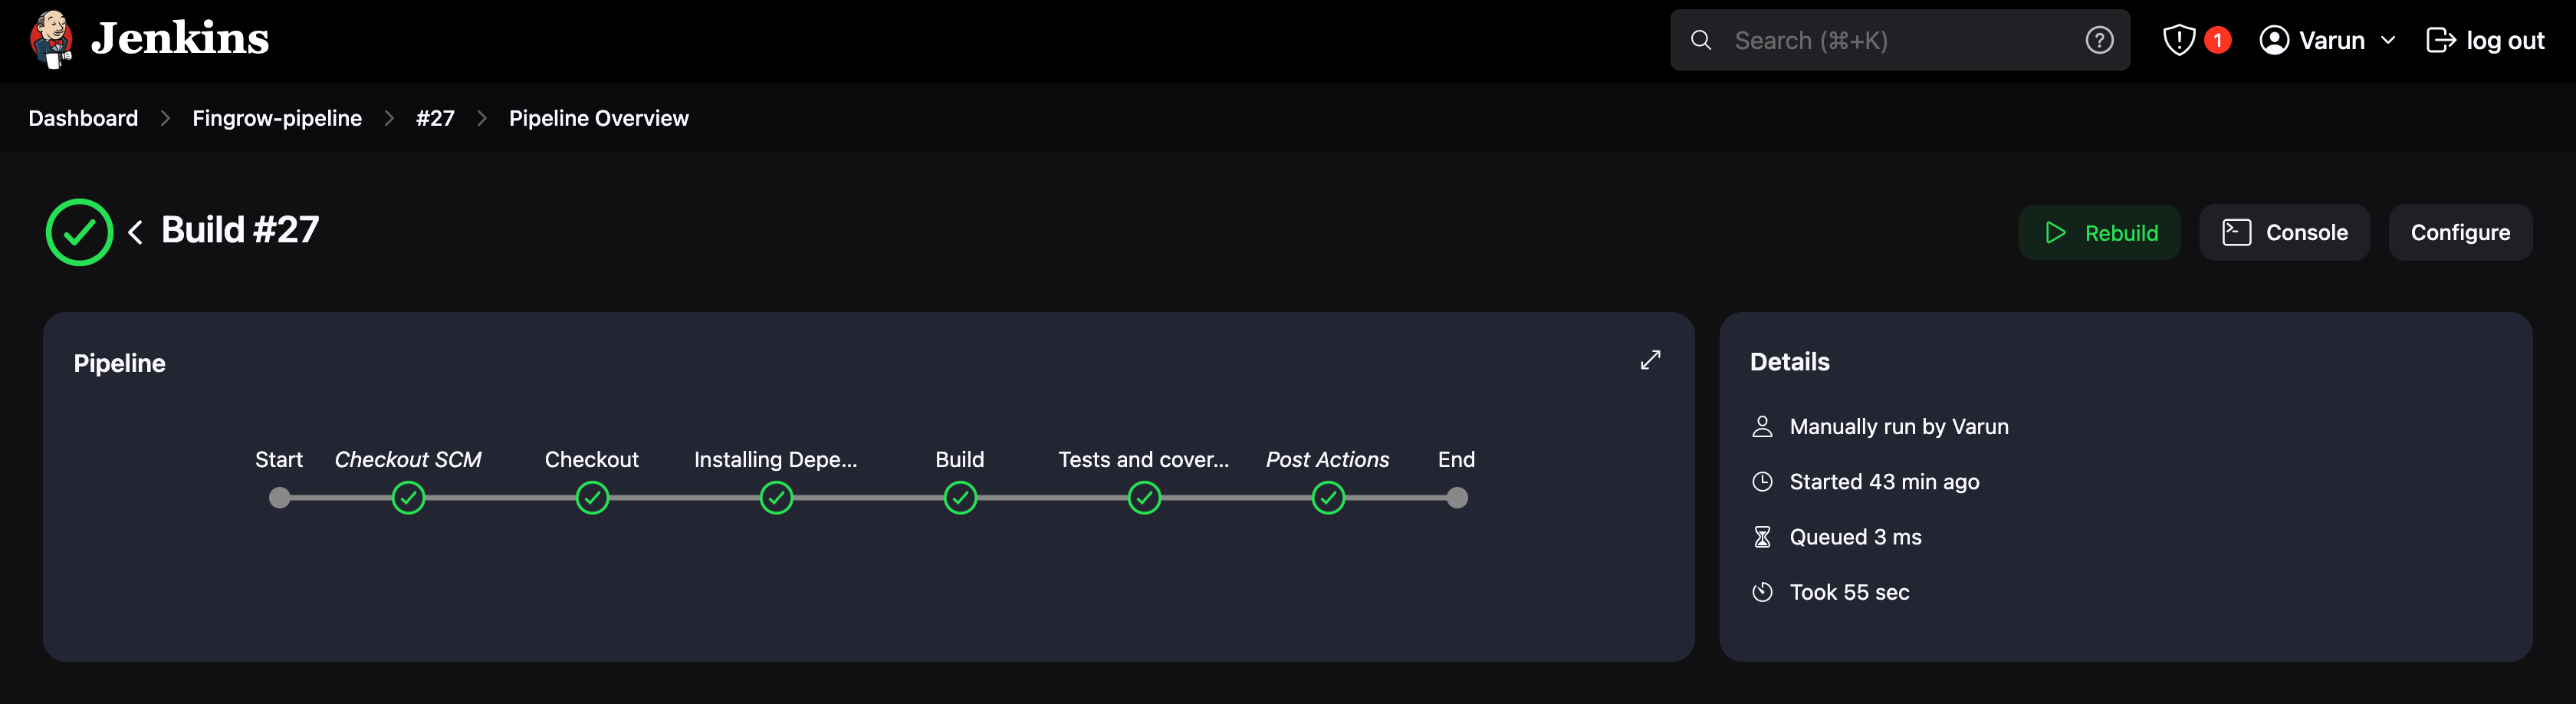 Jenkins
Search (⌘+K)
1
Varun
log out
Dashboard > Fingrow-pipeline > #27 > Pipeline Overview
Build #27
Rebuild
Console
Configure
Pipeline
Start
Checkout SCM
Checkout
Installing Depe...
Build
Tests and cover...
Post Actions
End
Details
Manually run by Varun
Started 43 min ago
Queued 3 ms
Took 55 sec